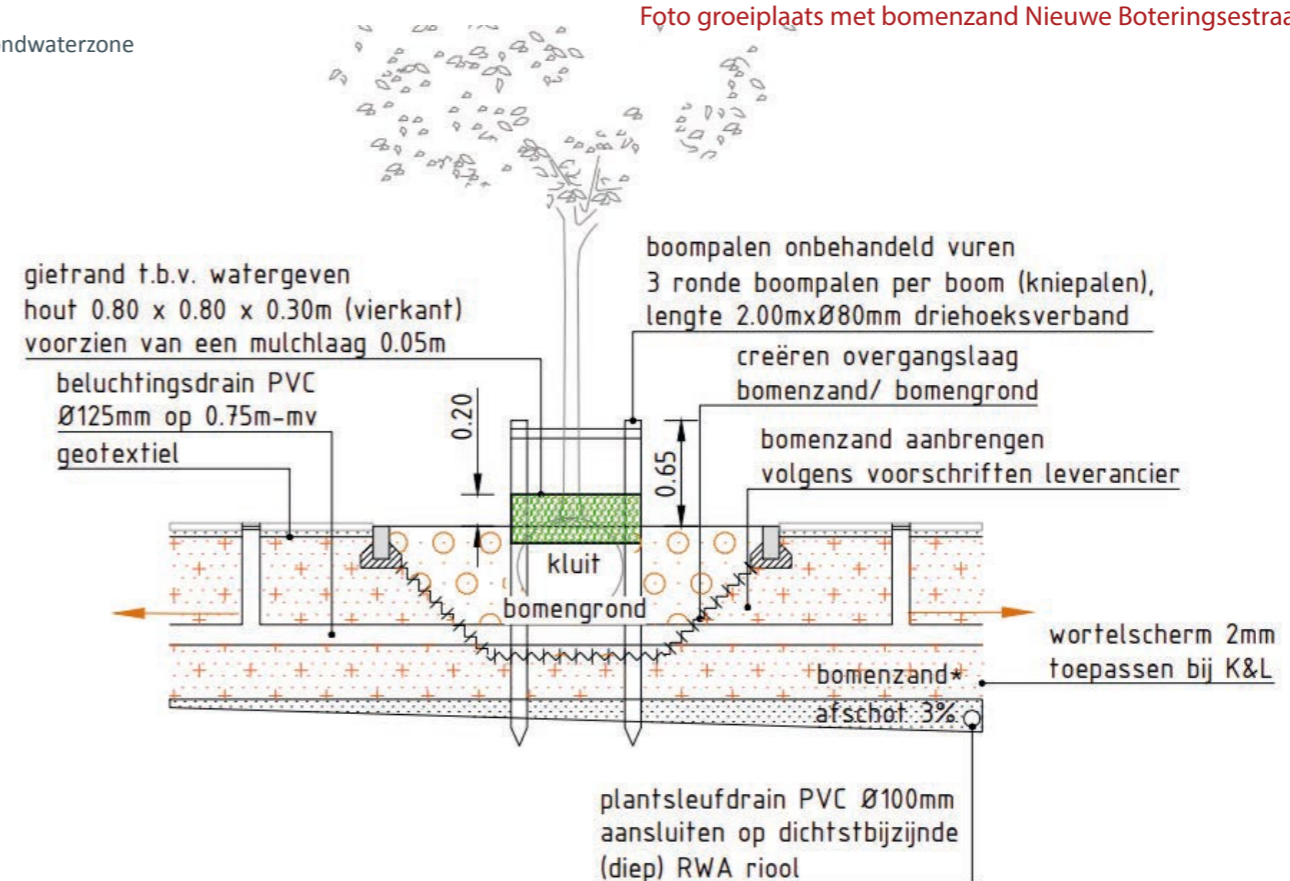 Foto groeiplaats met bomenzand Nieuwe Boteringsestraa
ndwaterzone
gietrand t.b.v. watergeven
hout 0.80 x 0.80 x 0.30m (vierkant)
voorzien van een mulchlaag 0.05m
boompalen onbehandeld vuren
3 ronde boompalen per boom (kniepalen),
lengte 2.00mxØ80mm driehoeksverband
beluchtingsdrain PVC
Ø125mm op 0.75m-mv
geotextiel
creëren overgangslaag
bomenzand/ bomengrond
bomenzand aanbrengen
volgens voorschriften leverancier
0.20
0.65
kluit
bomengrond
wortelscherm 2mm
toepassen bij K&L
bomenzand*
afschot 3%
plantsleufdrain PVC Ø100mm
aansluiten op dichtstbijzijnde
(diep) RWA riool